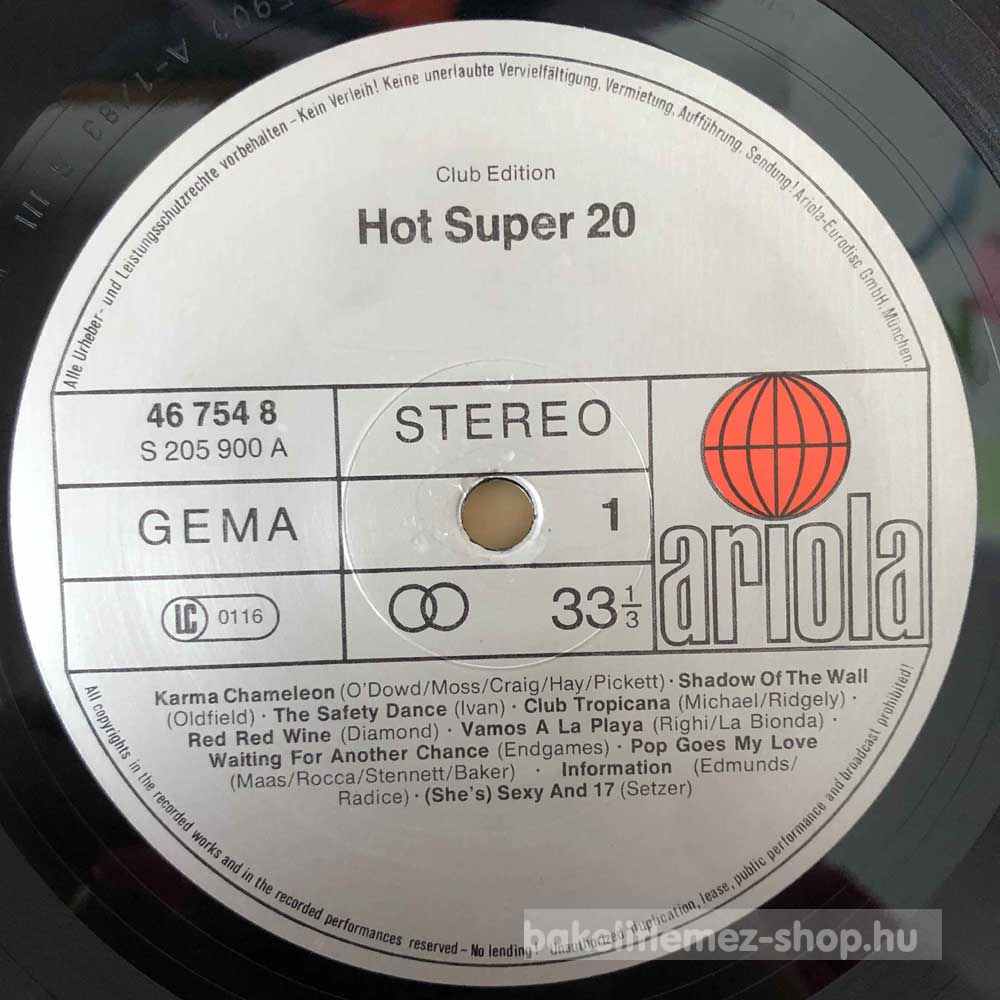 Alle Urheber- und Leistungsschutzrechte vorbehalten – Kein Verleih! Keine unerlaubte Vervielfältigung, Vermietung, Aufführung, Sendung! Ariola-Eurodisc GmbH, München.
Club Edition
Hot Super 20
46 754 8
S 205 900 A
STEREO
GEMA
1
LC 0116
33 1/3
ariola
Karma Chameleon (O'Dowd/Moss/Craig/Hay/Pickett) · Shadow Of The Wall
(Oldfield) · The Safety Dance (Ivan) · Club Tropicana (Michael/Ridgely) ·
Red Red Wine (Diamond) · Vamos A La Playa (Righi/La Bionda) ·
Waiting For Another Chance (Endgames) · Pop Goes My Love
(Maas/Rocca/Stennett/Baker) · Information (Edmunds/
Radice) · (She's) Sexy And 17 (Setzer)
All copyrights in the recorded works and in the recorded performances reserved – No lending! Unauthorized duplication, lease, public performance and broadcast prohibited!
bakelitlemez-shop.hu